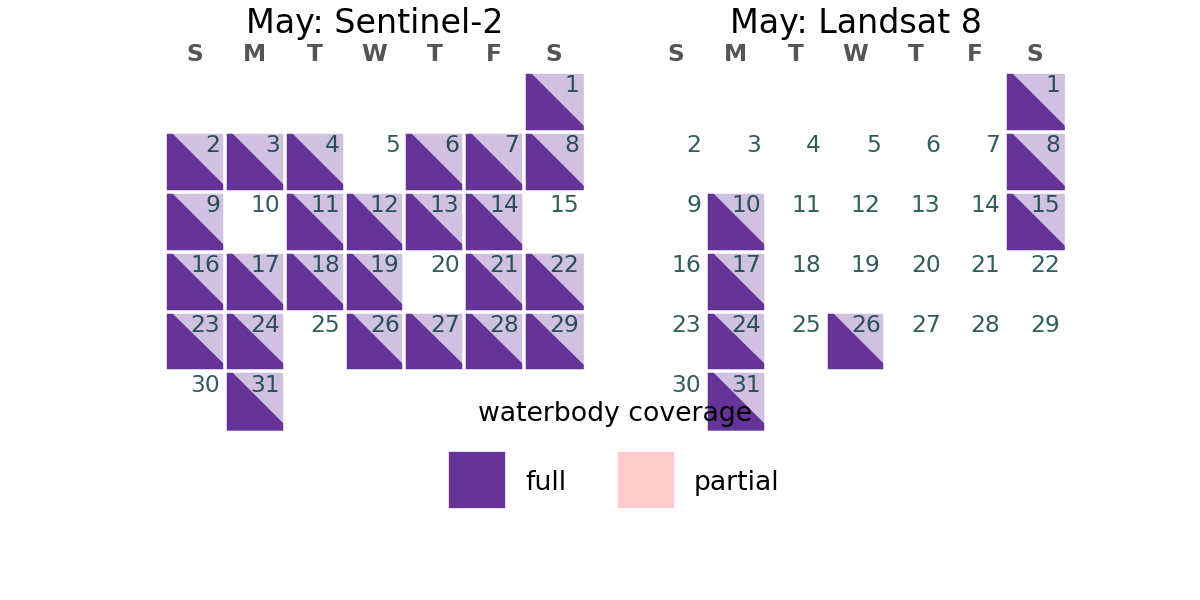 May: Sentinel-2
S M T W T F S
1
2 3 4 5 6 7 8
9 10 11 12 13 14 15
16 17 18 19 20 21 22
23 24 25 26 27 28 29
30 31
May: Landsat 8
S M T W T F S
1
2 3 4 5 6 7 8
9 10 11 12 13 14 15
16 17 18 19 20 21 22
23 24 25 26 27 28 29
30 31
waterbody coverage
full partial